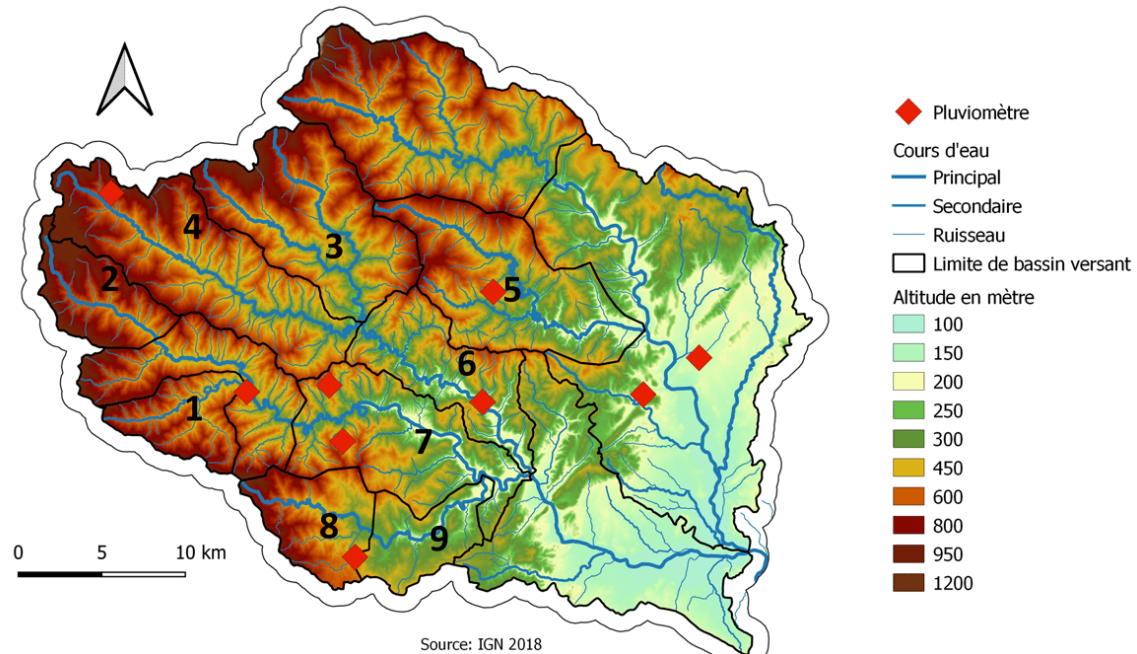 Pluviomètre
Cours d'eau
Principal
Secondaire
Ruisseau
Limite de bassin versant
Altitude en mètre
100
150
200
250
300
450
600
800
950
1200
4
3
2
5
6
1
7
8
9
0 5 10 km
Source: IGN 2018